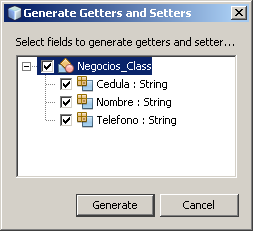 Generate Getters and Setters
Select fields to generate getters and setter...
Negocios_Class
Cedula : String
Nombre : String
Telefono : String
Generate
Cancel